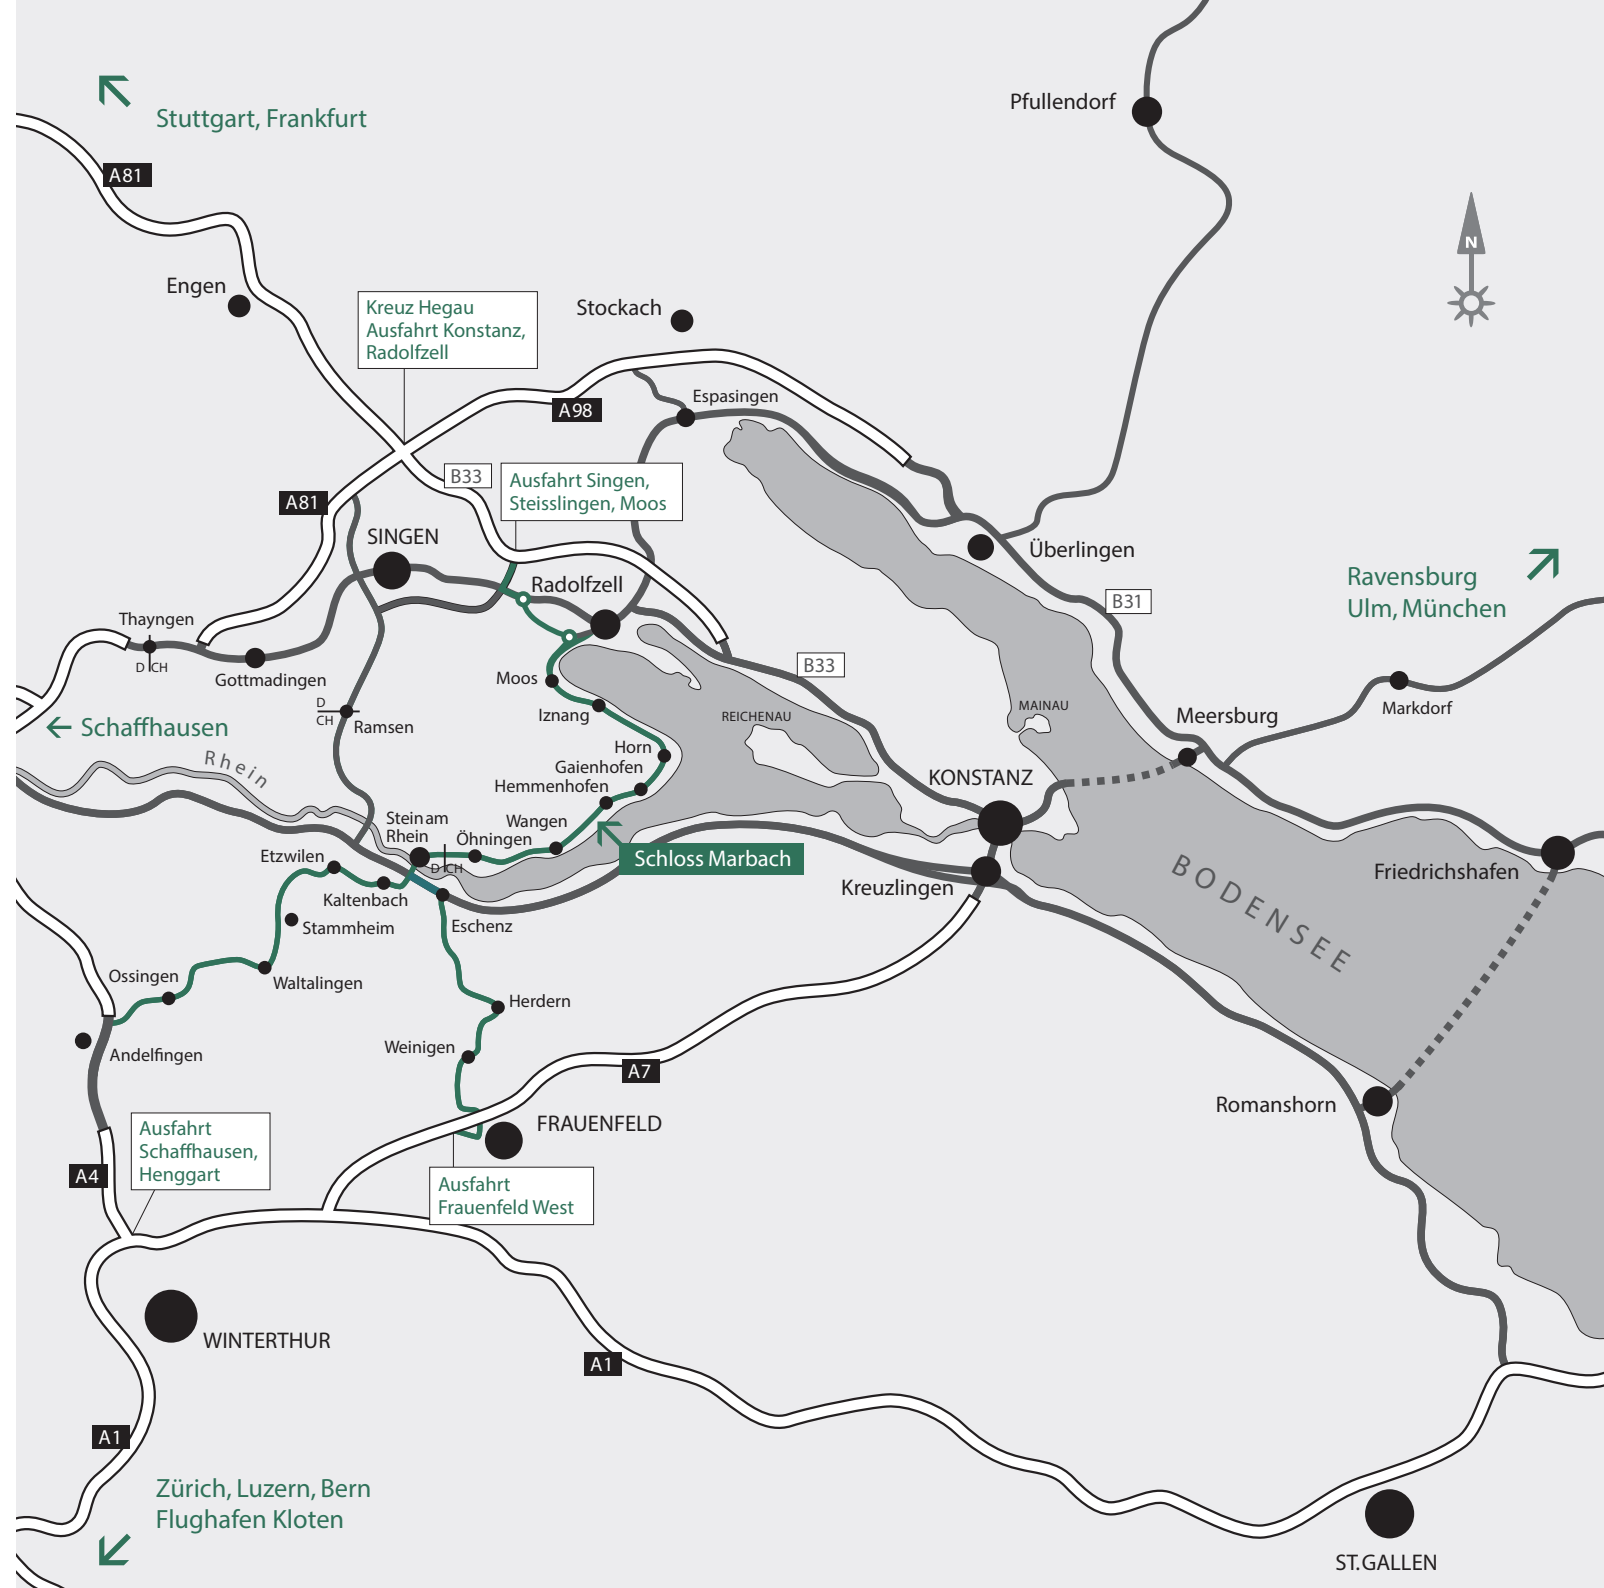 Pfullendorf
Stuttgart, Frankfurt
A81
N
Engen
Kreuz Hegau
Ausfahrt Konstanz,
Radolfzell
Stockach
Espasingen
A98
B33
Ausfahrt Singen,
Steisslingen, Moos
A81
SINGEN
Überlingen
Radolfzell
Ravensburg
Ulm, München
B31
Thayngen
D CH
Gottmadingen
Moos
B33
D
CH
Ramsen
Iznang
REICHENAU
MAINAU
Meersburg
Markdorf
Schaffhausen
Rhein
Horn
Gaienhofen
Hemmenhofen
KONSTANZ
Stein am
Rhein
Wangen
Öhningen
D CH
Schloss Marbach
Etzwilen
Kaltenbach
Kreuzlingen
BODENSEE
Friedrichshafen
Stammheim
Eschenz
Ossingen
Waltalingen
Herdern
Andelfingen
Weinigen
A7
Romanshorn
Ausfahrt
Schaffhausen,
Henggart
FRAUENFELD
A4
Ausfahrt
Frauenfeld West
WINTERTHUR
A1
A1
Zürich, Luzern, Bern
Flughafen Kloten
ST.GALLEN